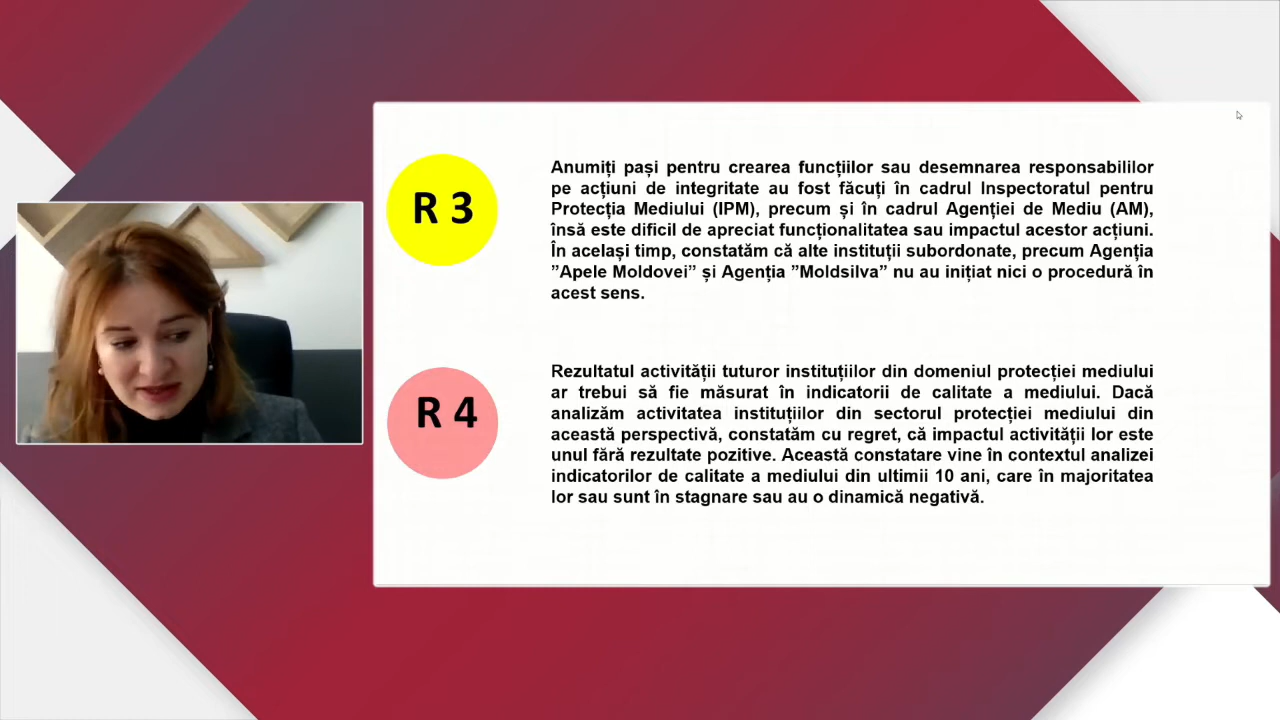 R 3
Anumiți pași pentru crearea funcțiilor sau desemnarea responsabililor
pe acțiuni de integritate au fost făcuți în cadrul Inspectoratul pentru
Protecția Mediului (IPM), precum și în cadrul Agenției de Mediu (AM),
însă este dificil de apreciat funcționalitatea sau impactul acestor acțiuni.
În același timp, constatăm că alte instituții subordonate, precum Agenția
”Apele Moldovei” și Agenția ”Moldsilva” nu au inițiat nici o procedură în
acest sens.
R 4
Rezultatul activității tuturor instituțiilor din domeniul protecției mediului
ar trebui să fie măsurat în indicatorii de calitate a mediului. Dacă
analizăm activitatea instituțiilor din sectorul protecției mediului din
această perspectivă, constatăm cu regret, că impactul activității lor este
unul fără rezultate pozitive. Această constatare vine în contextul analizei
indicatorilor de calitate a mediului din ultimii 10 ani, care în majoritatea
lor sau sunt în stagnare sau au o dinamică negativă.